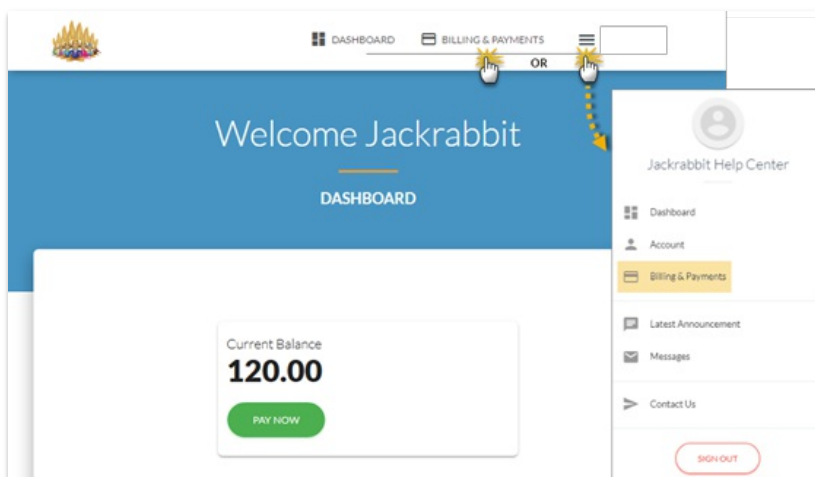 DASHBOARD
BILLING & PAYMENTS
OR
Welcome Jackrabbit
DASHBOARD
Current Balance
120.00
PAY NOW
Jackrabbit Help Center
Dashboard
Account
Billing & Payments
Latest Announcement
Messages
Contact Us
SIGN OUT